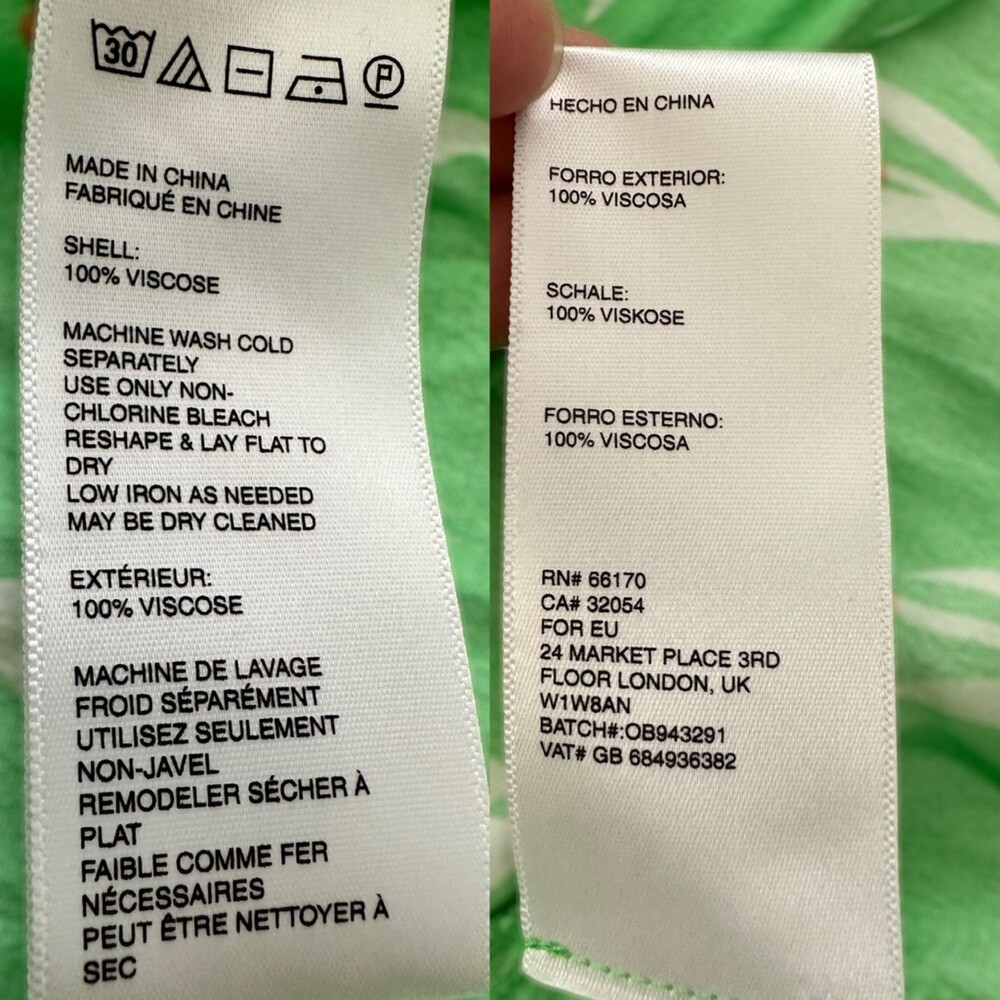 30
P
MADE IN CHINA
FABRIQUÉ EN CHINE
SHELL:
100% VISCOSE
MACHINE WASH COLD
SEPARATELY
USE ONLY NON-
CHLORINE BLEACH
RESHAPE & LAY FLAT TO
DRY
LOW IRON AS NEEDED
MAY BE DRY CLEANED
EXTÉRIEUR:
100% VISCOSE
MACHINE DE LAVAGE
FROID SÉPARÉMENT
UTILISEZ SEULEMENT
NON-JAVEL
REMODELER SÉCHER À
PLAT
FAIBLE COMME FER
NÉCESSAIRES
PEUT ÊTRE NETTOYER À
SEC
HECHO EN CHINA
FORRO EXTERIOR:
100% VISCOSA
SCHALE:
100% VISKOSE
FORRO ESTERNO:
100% VISCOSA
RN# 66170
CA# 32054
FOR EU
24 MARKET PLACE 3RD
FLOOR LONDON, UK
W1W8AN
BATCH#:OB943291
VAT# GB 684936382